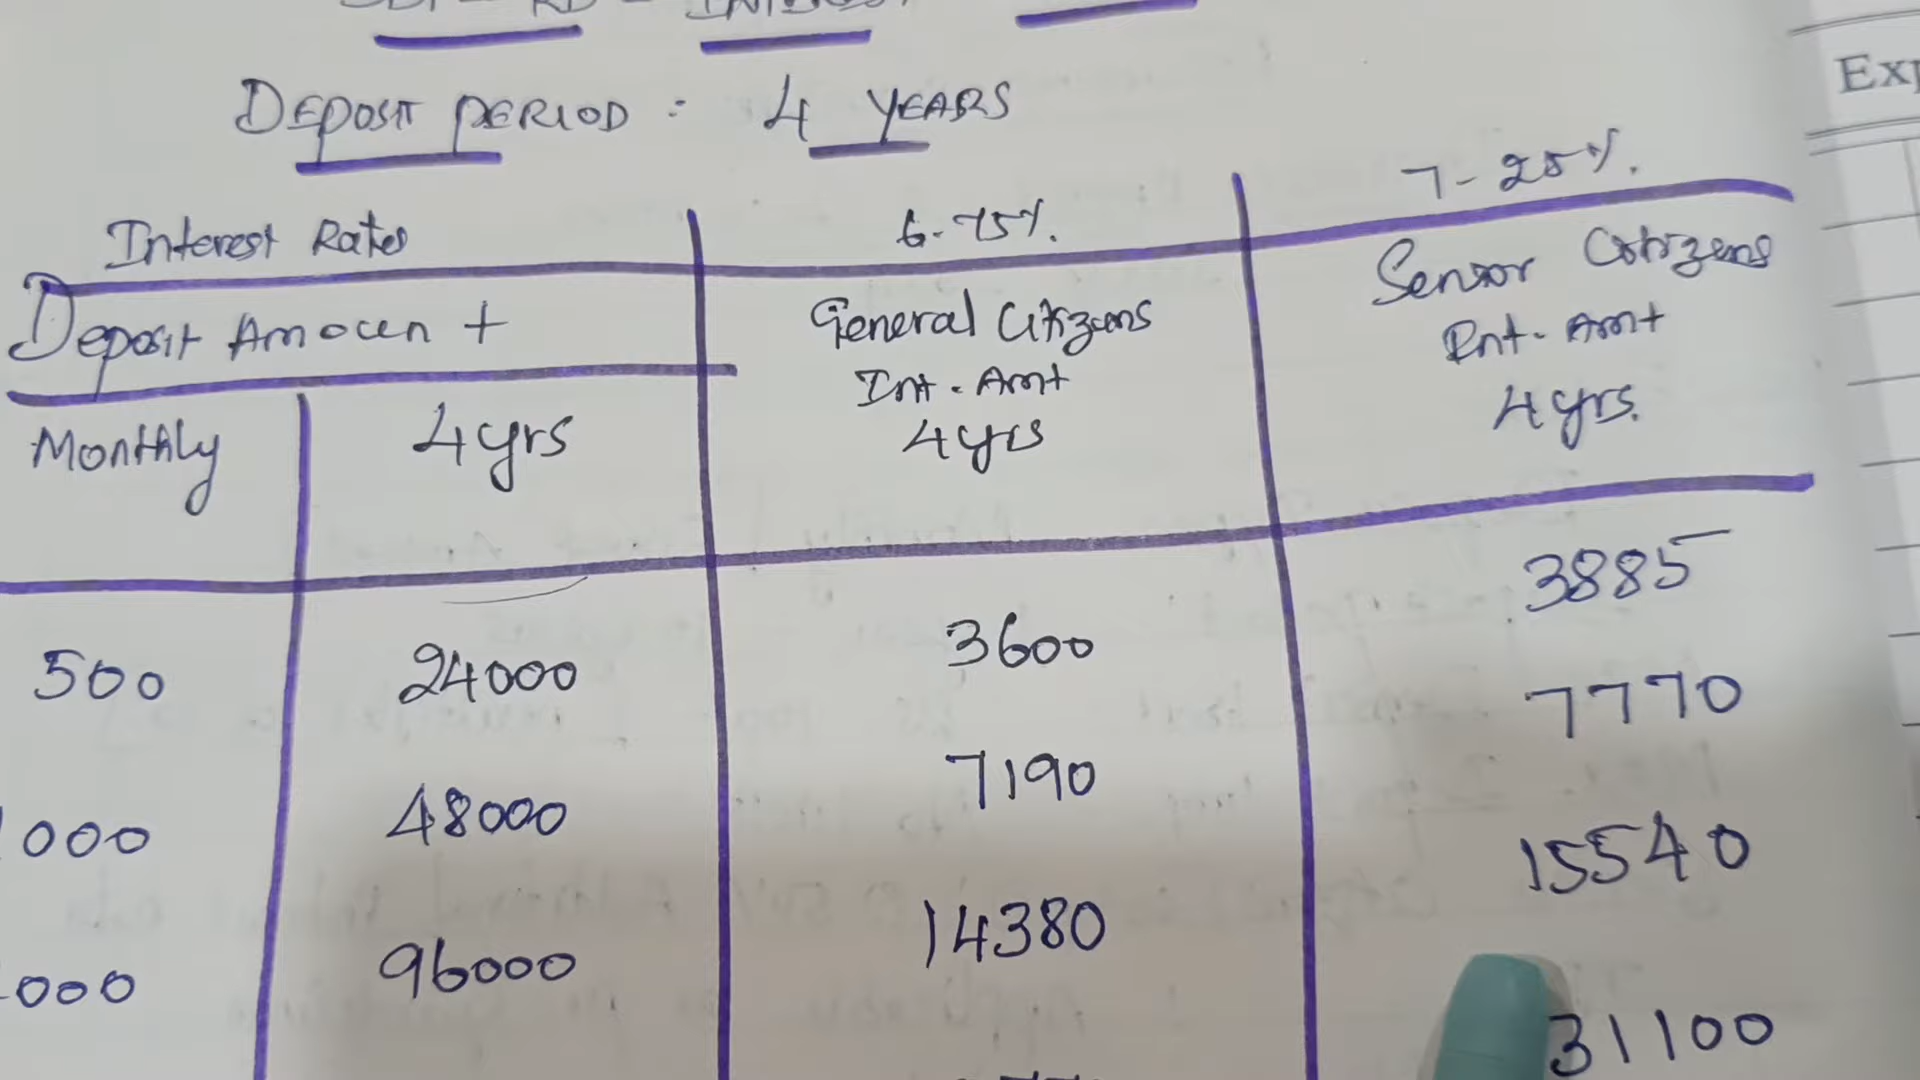 DEPOSIT PERIOD : 4 YEARS
Interest Rates 6.75% 7-25%.
Deposit Amount General Citizens Senior Citizens
Int. Amt Int. Amt
Monthly 4yrs 4yrs 4yrs.
500 24000 3600 3885
1000 48000 7190 7770
000 96000 14380 15540
31100